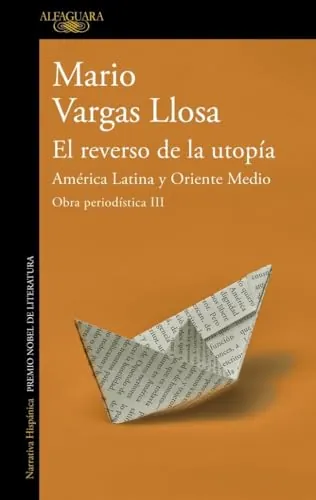 ALFAGUARA
Mario
Vargas Llosa
El reverso de la utopía
América Latina y Oriente Medio
Obra periodística III
Narrativa Hispánica PREMIO NOBEL DE LITERATURA